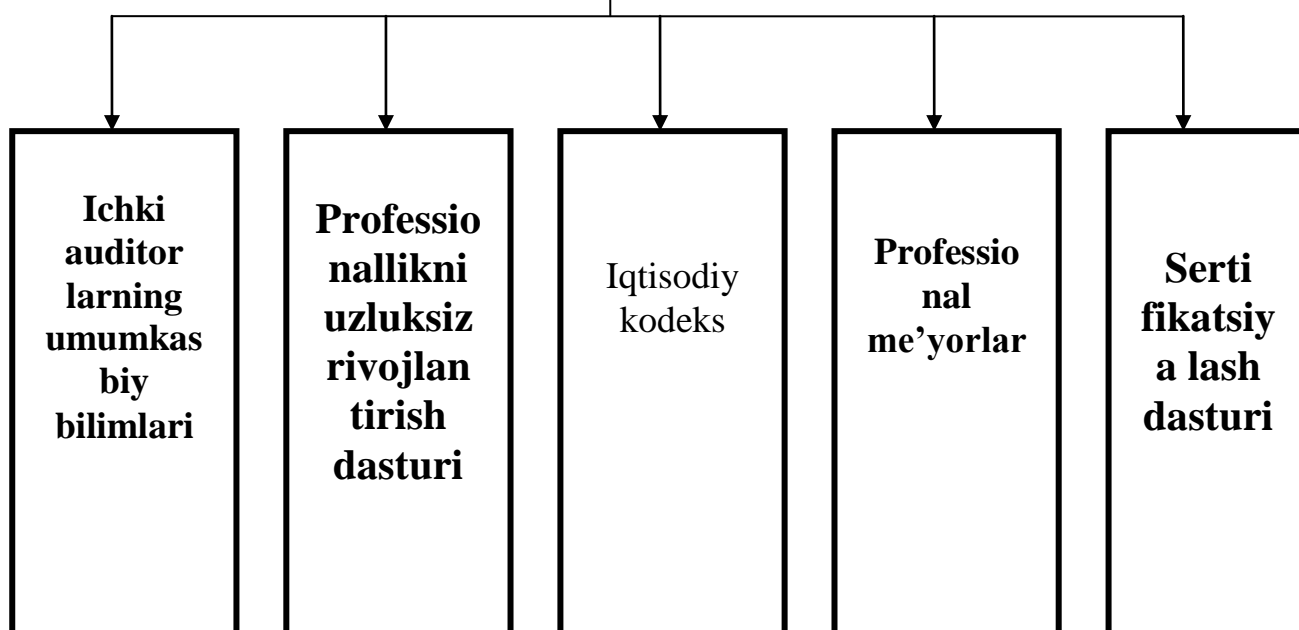 Ichki
auditor
larning
umumkas
biy
bilimlari
Professio
nallikni
uzluksiz
rivojlan
tirish
dasturi
Iqtisodiy
kodeks
Professio
nal
me’yorlar
Serti
fikatsiy
a lash
dasturi